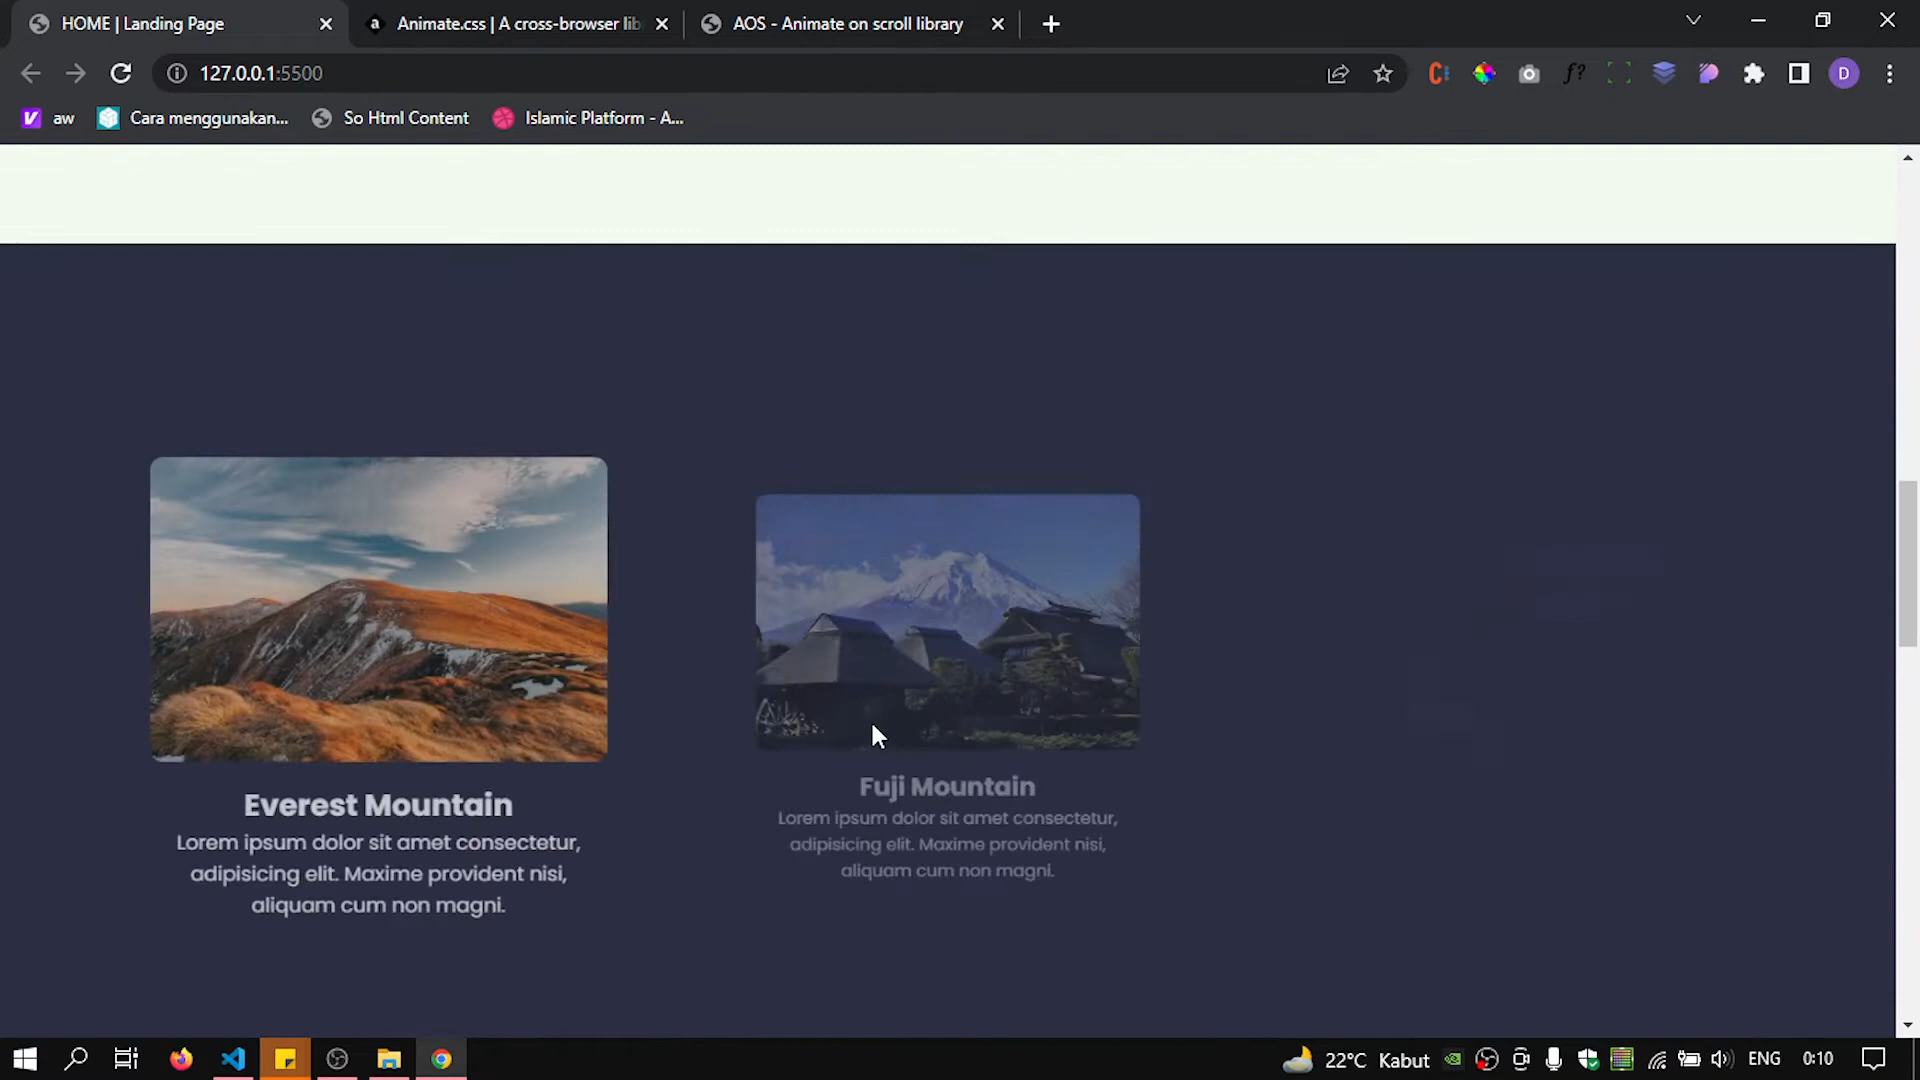 HOME | Landing Page
Animate.css | A cross-browser lib
AOS - Animate on scroll library
127.0.0.1:5500
C
f?
D
aw
Cara menggunakan...
So Html Content
Islamic Platform - A...
Everest Mountain
Lorem ipsum dolor sit amet consectetur,
adipisicing elit. Maxime provident nisi,
aliquam cum non magni.
Fuji Mountain
Lorem ipsum dolor sit amet consectetur,
adipisicing elit. Maxime provident nisi,
aliquam cum non magni.
22°C Kabut
ENG
0:10